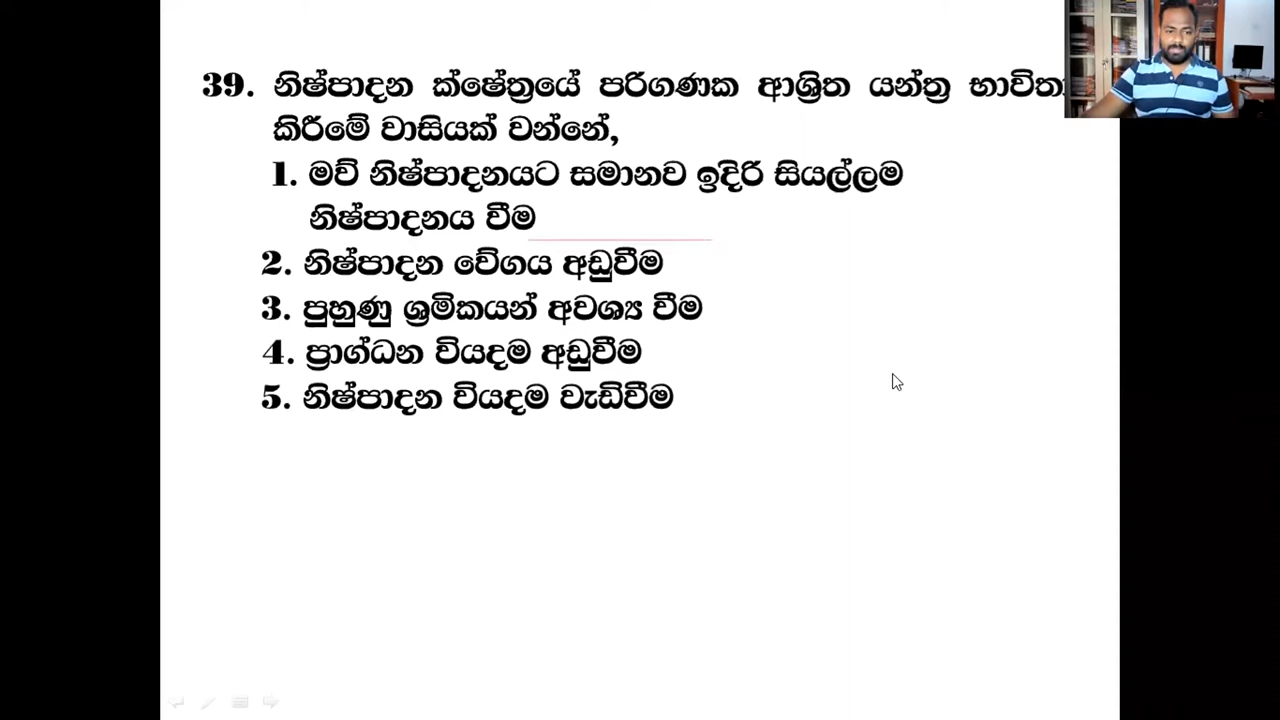 39. නිෂ්පාදන ක්ෂේත්‍රයේ පරිගණක ආශ්‍රිත යන්ත්‍ර භාවිතා
කිරීමේ වාසියක් වන්නේ,
1. මව් නිෂ්පාදනයට සමානව ඉදිරි සියල්ලම
නිෂ්පාදනය වීම
2. නිෂ්පාදන වේගය අඩුවීම
3. පුහුණු ශ්‍රමිකයන් අවශ්‍ය වීම
4. ප්‍රාග්ධන වියදම අඩුවීම
5. නිෂ්පාදන වියදම වැඩිවීම